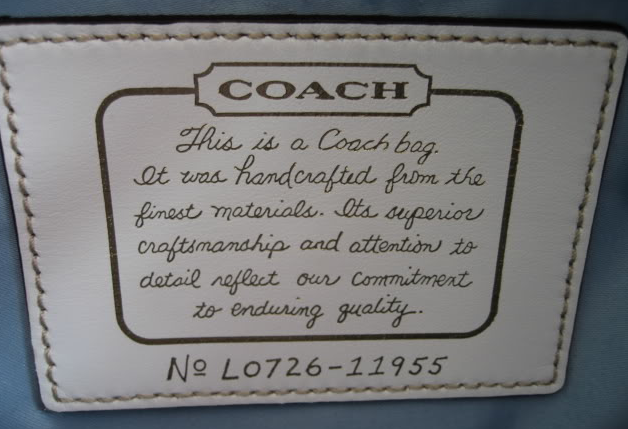 COACH
This is a Coach bag.
It was handcrafted from the
finest materials. Its superior
craftsmanship and attention to
detail reflect our commitment
to enduring quality.
Nº L0726-11955